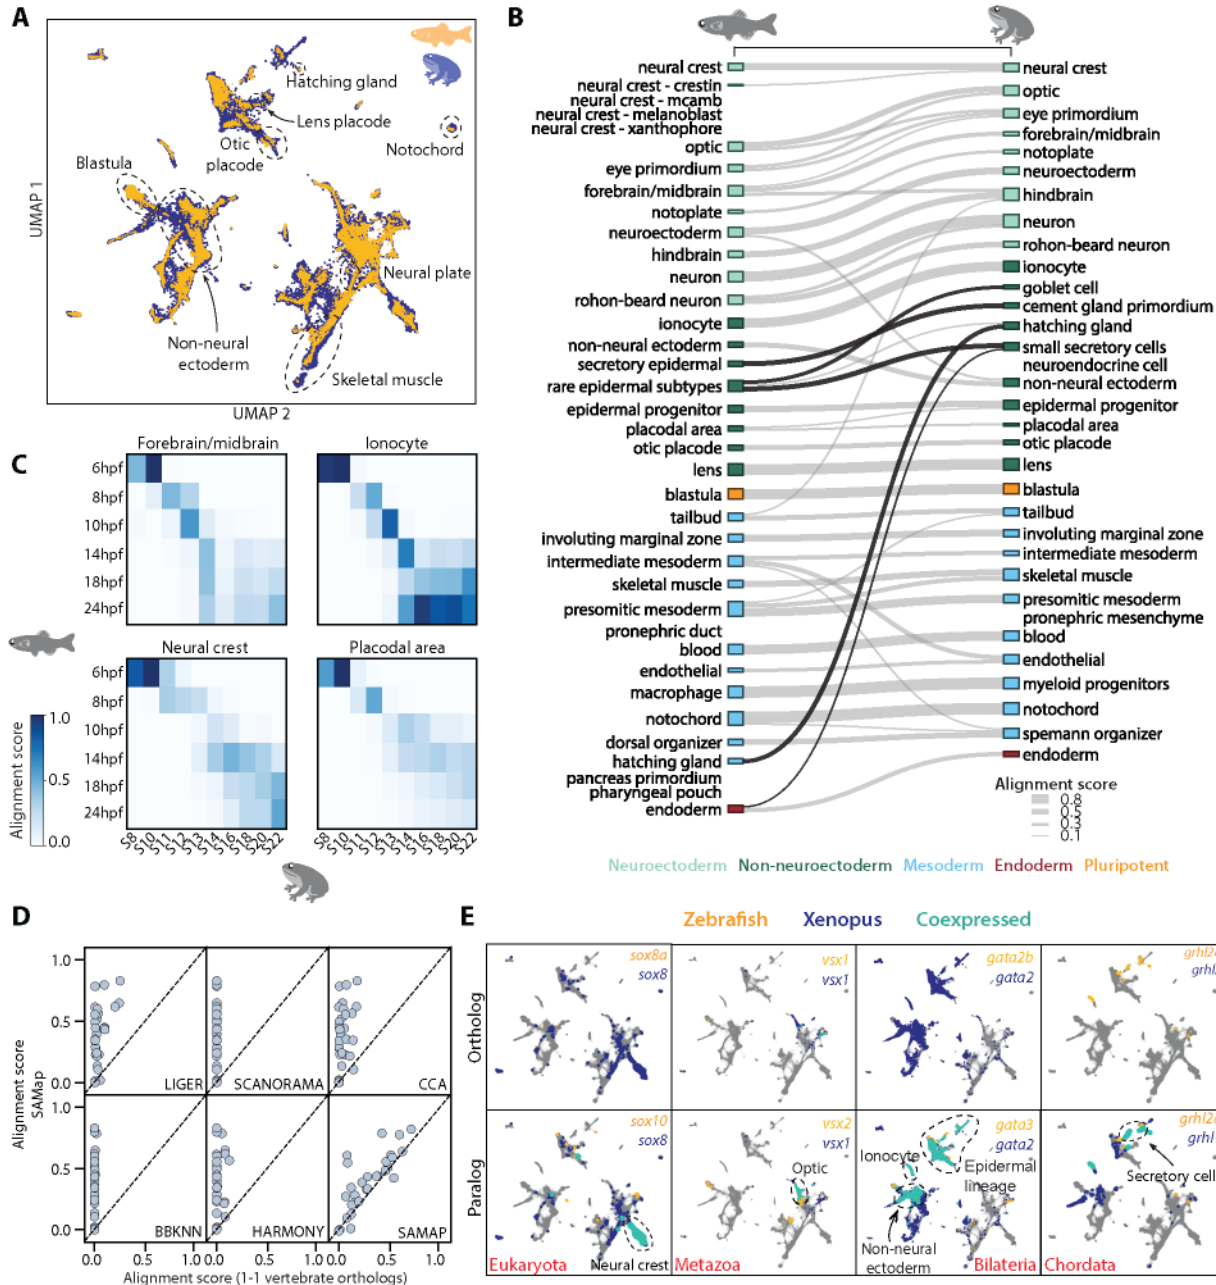 A
Hatching gland
Lens placode
Otic
placode
Notochord
Blastula
Neural plate
Non-neural
ectoderm
Skeletal muscle
UMAP 1
UMAP 2
B
neural crest
neural crest - crestin
neural crest - mcamb
neural crest - melanoblast
neural crest - xanthophore
optic
eye primordium
forebrain/midbrain
notoplate
neuroectoderm
hindbrain
neuron
rohon-beard neuron
ionocyte
non-neural ectoderm
secretory epidermal
rare epidermal subtypes
epidermal progenitor
placodal area
otic placode
lens
blastula
tailbud
involuting marginal zone
intermediate mesoderm
skeletal muscle
presomitic mesoderm
pronephric duct
blood
endothelial
macrophage
notochord
dorsal organizer
hatching gland
pancreas primordium
pharyngeal pouch
endoderm
neural crest
optic
eye primordium
forebrain/midbrain
notoplate
neuroectoderm
hindbrain
neuron
rohon-beard neuron
ionocyte
goblet cell
cement gland primordium
hatching gland
small secretory cells
neuroendocrine cell
non-neural ectoderm
epidermal progenitor
placodal area
otic placode
lens
blastula
tailbud
involuting marginal zone
intermediate mesoderm
skeletal muscle
presomitic mesoderm
pronephric mesenchyme
blood
endothelial
myeloid progenitors
notochord
spemann organizer
endoderm
Alignment score
0.8
0.5
0.3
0.1
Neuroectoderm Non-neuroectoderm Mesoderm Endoderm Pluripotent
C
Forebrain/midbrain
Ionocyte
6hpf
8hpf
10hpf
14hpf
18hpf
24hpf
Neural crest
Placodal area
6hpf
8hpf
10hpf
14hpf
18hpf
24hpf
Alignment score
1.0
0.5
0.0
S8 S10 S11 S12 S13 S14 S16 S18 S20 S22
S8 S10 S11 S12 S13 S14 S16 S18 S20 S22
D
Alignment score
SAMap
1.0
0.5
0.0
LIGER
SCANORAMA
CCA
1.0
0.5
0.0
BBKNN
HARMONY
SAMAP
0.0 0.5 1.0 0.0 0.5 1.0 0.0 0.5 1.0
Alignment score (1-1 vertebrate orthologs)
E
Zebrafish Xenopus Coexpressed
Ortholog
sox8a
sox8
vsx1
vsx1
gata2b
gata2
Paralog
sox10
sox8
Neural crest
Eukaryota
vsx2
vsx1
Optic
Metazoa
gata3
gata2
Ionocyte
Epidermal
lineage
Non-neural
ectoderm
Bilateria
Secretory cell
Chordata